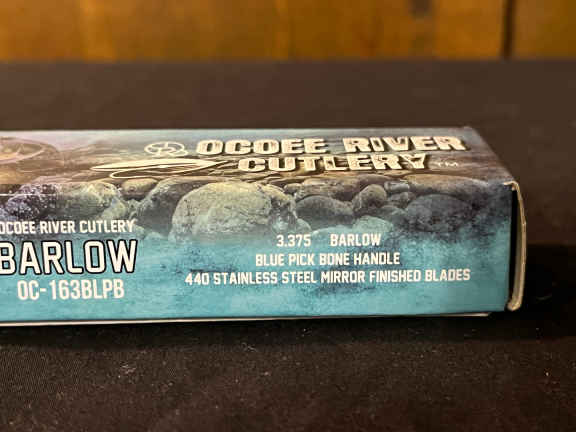 OCOEE RIVER
CUTLERY™
OCOEE RIVER CUTLERY
BARLOW
OC-163BLPB
3.375 BARLOW
BLUE PICK BONE HANDLE
440 STAINLESS STEEL MIRROR FINISHED BLADES